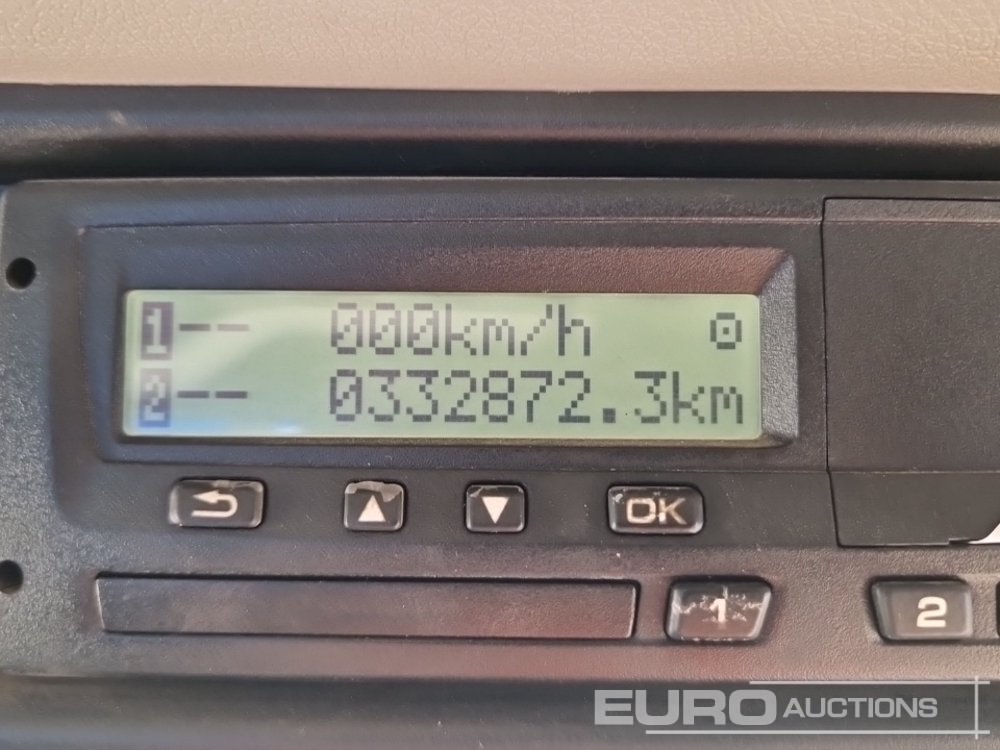 1-- 000km/h
2-- 0332872.3km
OK
1 2
EURO AUCTIONS